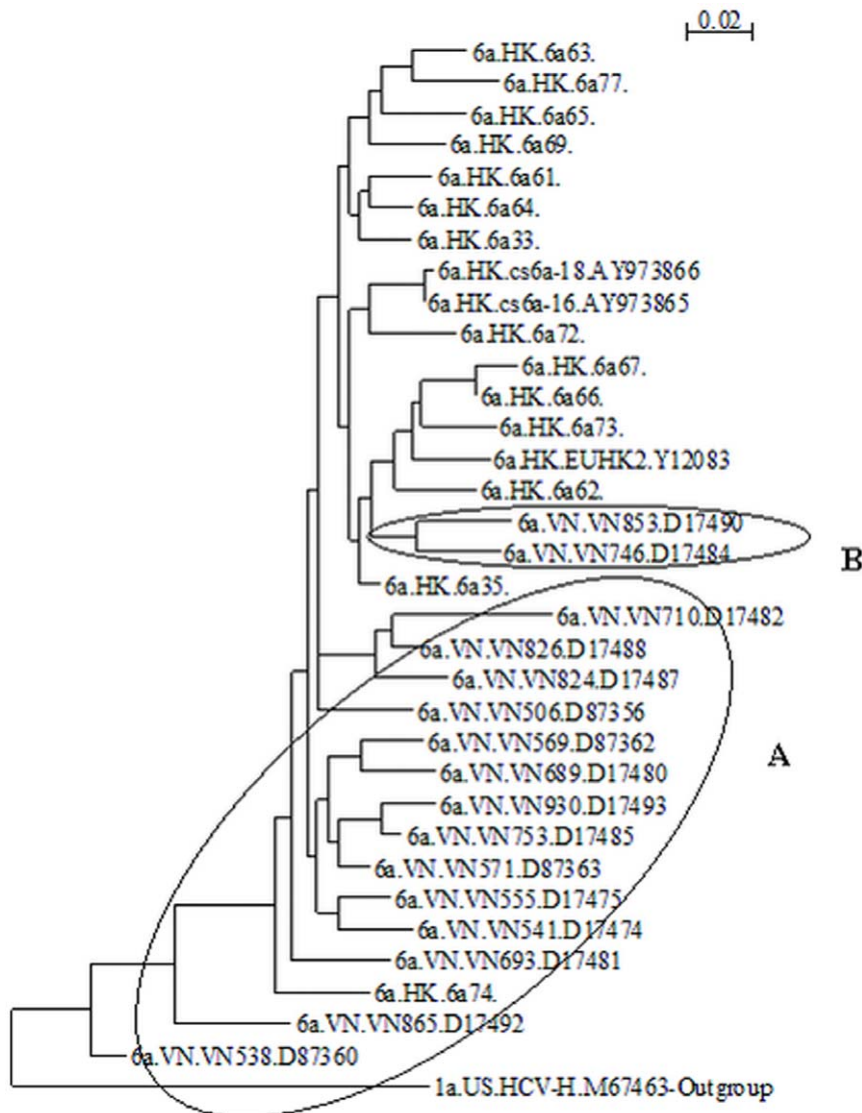 0.02
6a.HK.6a63.
6a.HK.6a77.
6a.HK.6a65.
6a.HK.6a69.
6a.HK.6a61.
6a.HK.6a64.
6a.HK.6a33.
6a.HK.cs6a-18.AY973866
6a.HK.cs6a-16.AY973865
6a.HK.6a72.
6a.HK.6a67.
6a.HK.6a66.
6a.HK.6a73.
6a.HK.EUHK2.Y12083
6a.HK.6a62.
6a.VN.VN853.D17490
6a.VN.VN746.D17484
B
6a.HK.6a35.
6a.VN.VN710.D17482
6a.VN.VN826.D17488
6a.VN.VN824.D17487
6a.VN.VN506.D87356
6a.VN.VN569.D87362
A
6a.VN.VN689.D17480
6a.VN.VN930.D17493
6a.VN.VN753.D17485
6a.VN.VN571.D87363
6a.VN.VN555.D17475
6a.VN.VN541.D17474
6a.VN.VN693.D17481
6a.HK.6a74.
6a.VN.VN865.D17492
6a.VN.VN538.D87360
1a.US.HCV-H.M67463-Outgroup